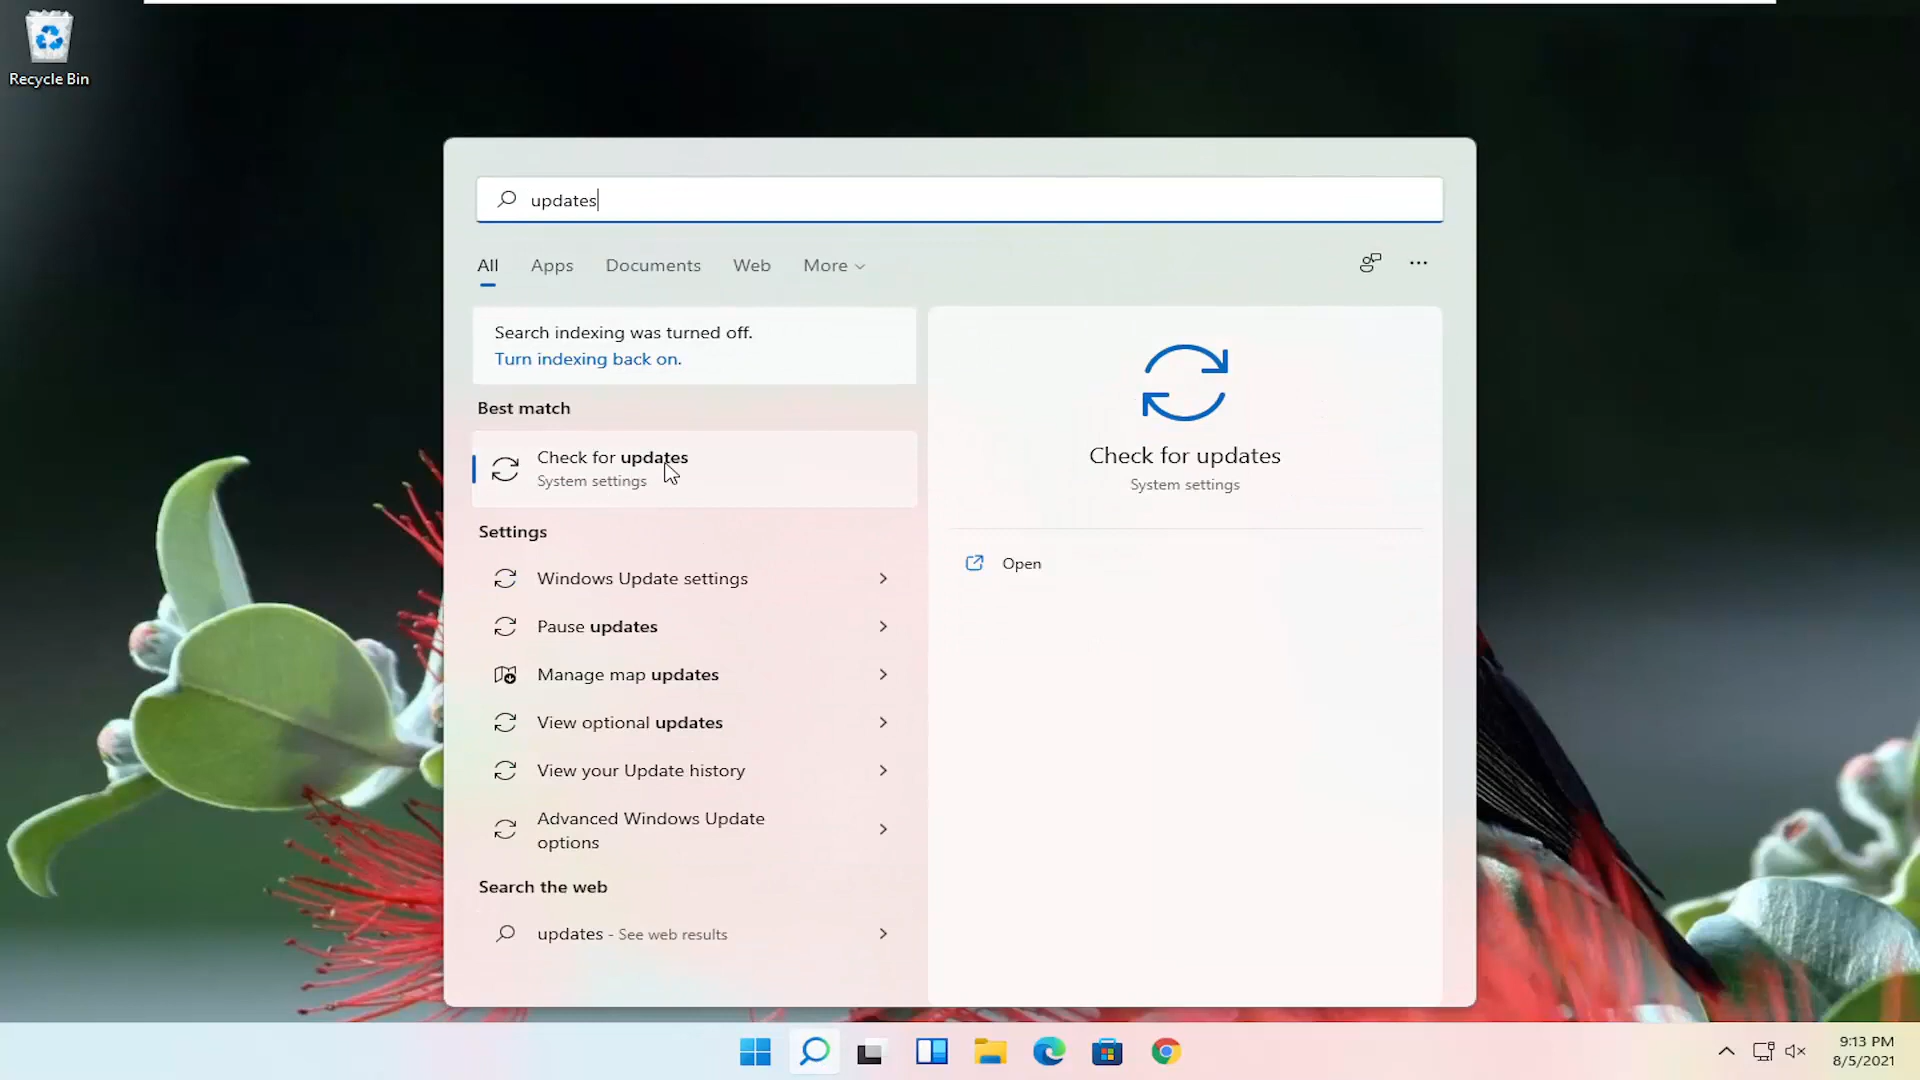 Recycle Bin
updates
All Apps Documents Web More
Search indexing was turned off.
Turn indexing back on.
Best match
Check for updates
System settings
Settings
Windows Update settings
Pause updates
Manage map updates
View optional updates
View your Update history
Advanced Windows Update
options
Search the web
updates - See web results
Check for updates
System settings
Open
9:13 PM
8/5/2021